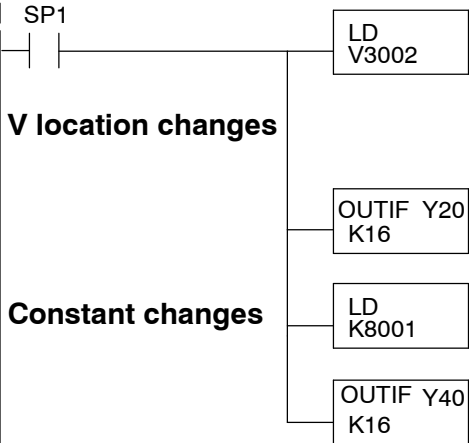 SP1
LD
V3002
V location changes
OUTIF Y20
K16
Constant changes
LD
K8001
OUTIF Y40
K16